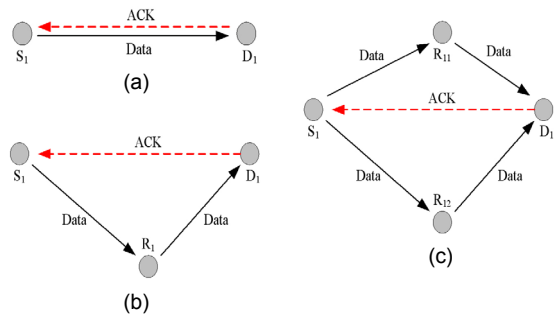 ACK
Data
S1
D1
(a)
ACK
S1
D1
Data
R1
Data
(b)
R11
Data
Data
ACK
S1
D1
Data
R12
Data
(c)